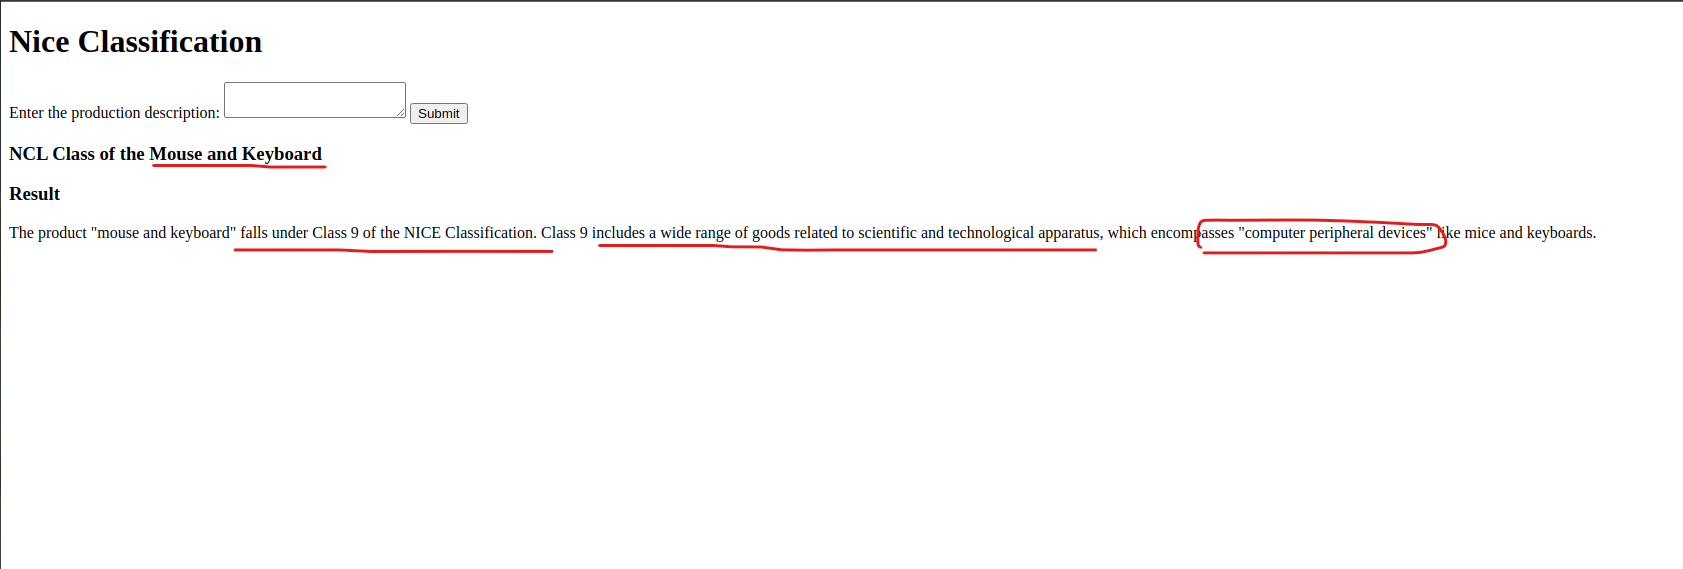 Nice Classification
Enter the production description: Submit
NCL Class of the Mouse and Keyboard
Result
The product "mouse and keyboard" falls under Class 9 of the NICE Classification. Class 9 includes a wide range of goods related to scientific and technological apparatus, which encompasses "computer peripheral devices" like mice and keyboards.